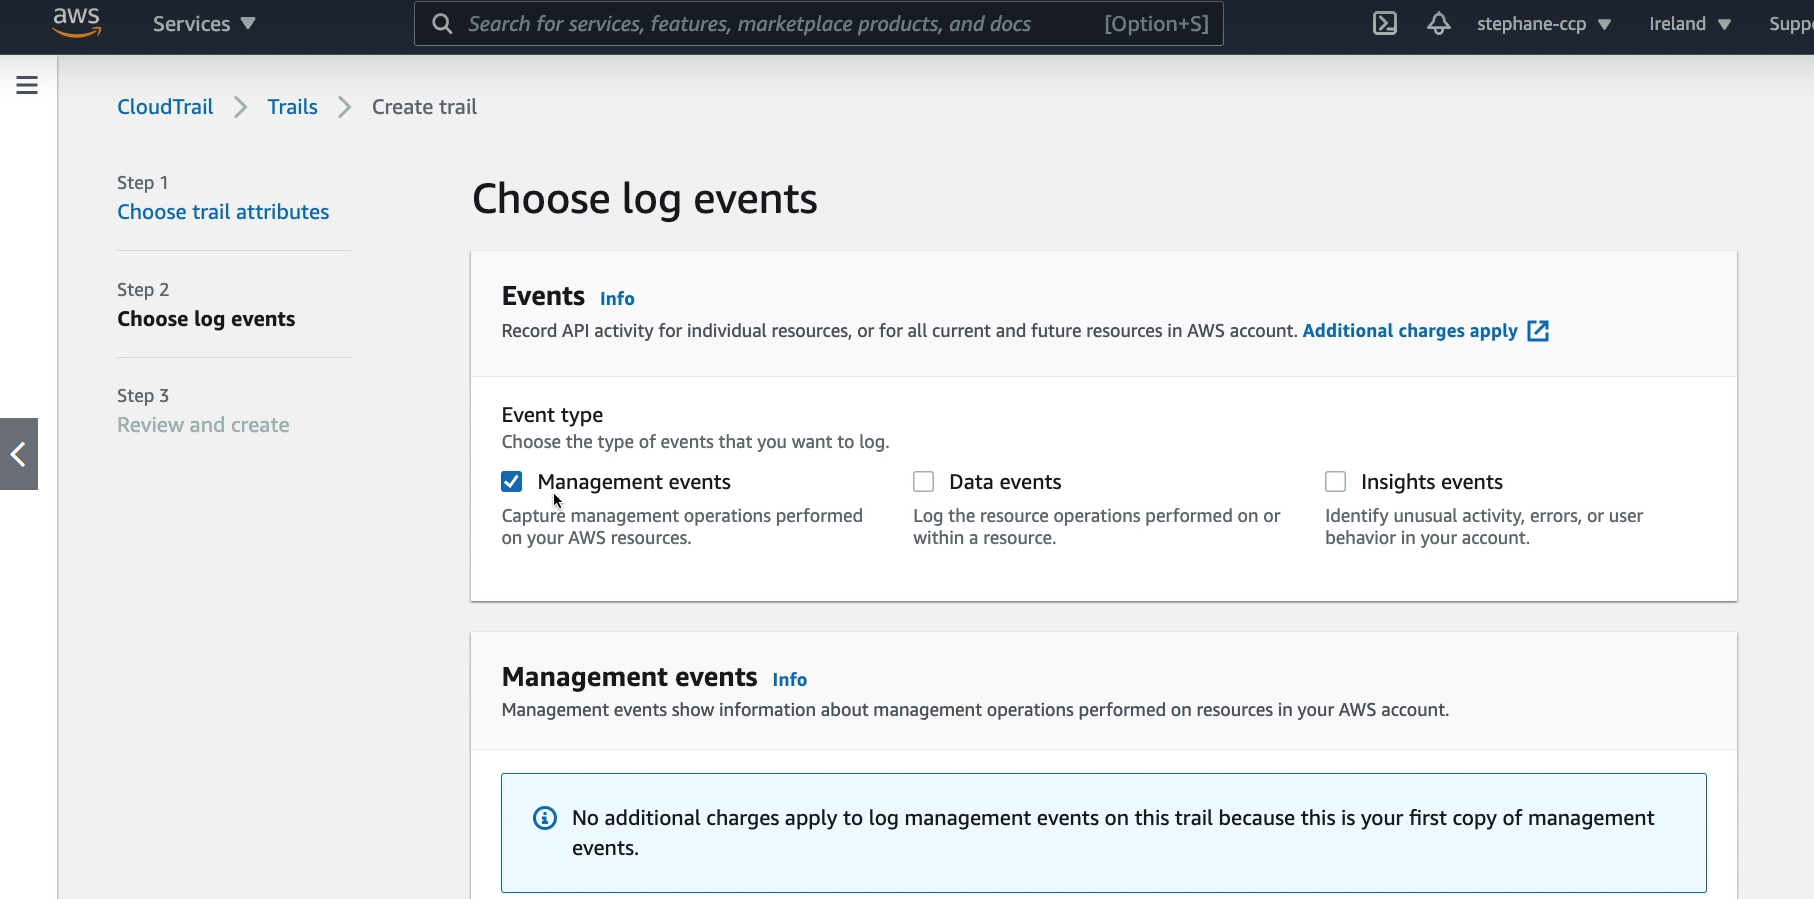 aws
Services
Search for services, features, marketplace products, and docs
[Option+S]
stephane-ccp
Ireland
CloudTrail
Trails
Create trail
Step 1
Choose trail attributes
Step 2
Choose log events
Step 3
Review and create
Choose log events
Events Info
Record API activity for individual resources, or for all current and future resources in AWS account. Additional charges apply
Event type
Choose the type of events that you want to log.
Management events
Capture management operations performed
on your AWS resources.
Data events
Log the resource operations performed on or
within a resource.
Insights events
Identify unusual activity, errors, or user
behavior in your account.
Management events Info
Management events show information about management operations performed on resources in your AWS account.
No additional charges apply to log management events on this trail because this is your first copy of management
events.